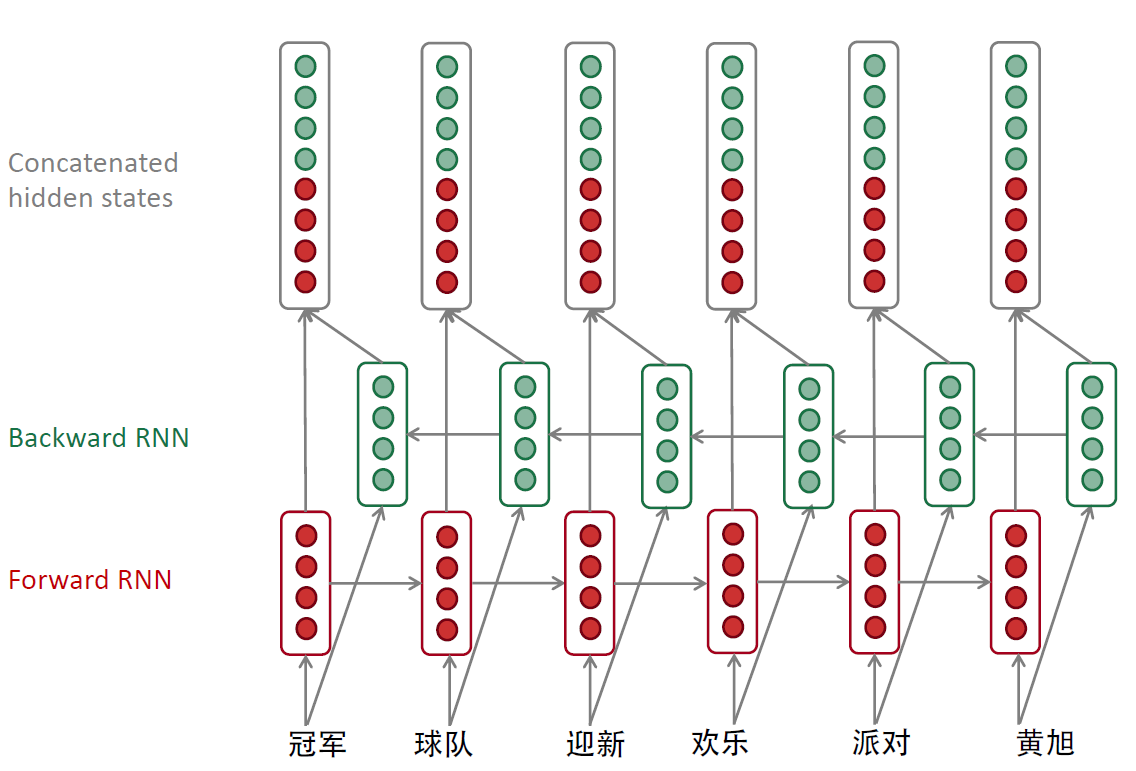 Concatenated
hidden states
Backward RNN
Forward RNN
冠军 球队 迎新 欢乐 派对 黄旭